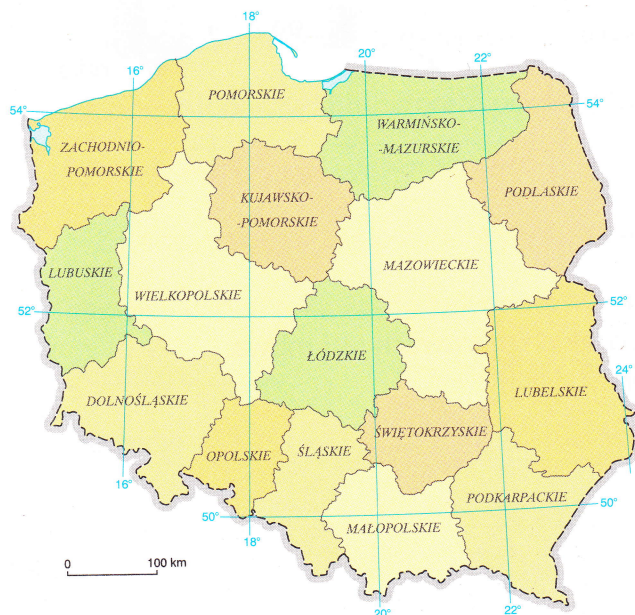 18°
16°
20°
22°
54°
54°
POMORSKIE
WARMIŃSKO-
-MAZURSKIE
ZACHODNIO-
POMORSKIE
KUJAWSKO-
-POMORSKIE
PODLASKIE
LUBUSKIE
WIELKOPOLSKIE
MAZOWIECKIE
52°
52°
ŁÓDZKIE
24°
LUBELSKIE
DOLNOŚLĄSKIE
ŚWIĘTOKRZYSKIE
OPOLSKIE
ŚLĄSKIE
16°
PODKARPACKIE
50°
50°
18°
MAŁOPOLSKIE
0
100 km
20°
22°